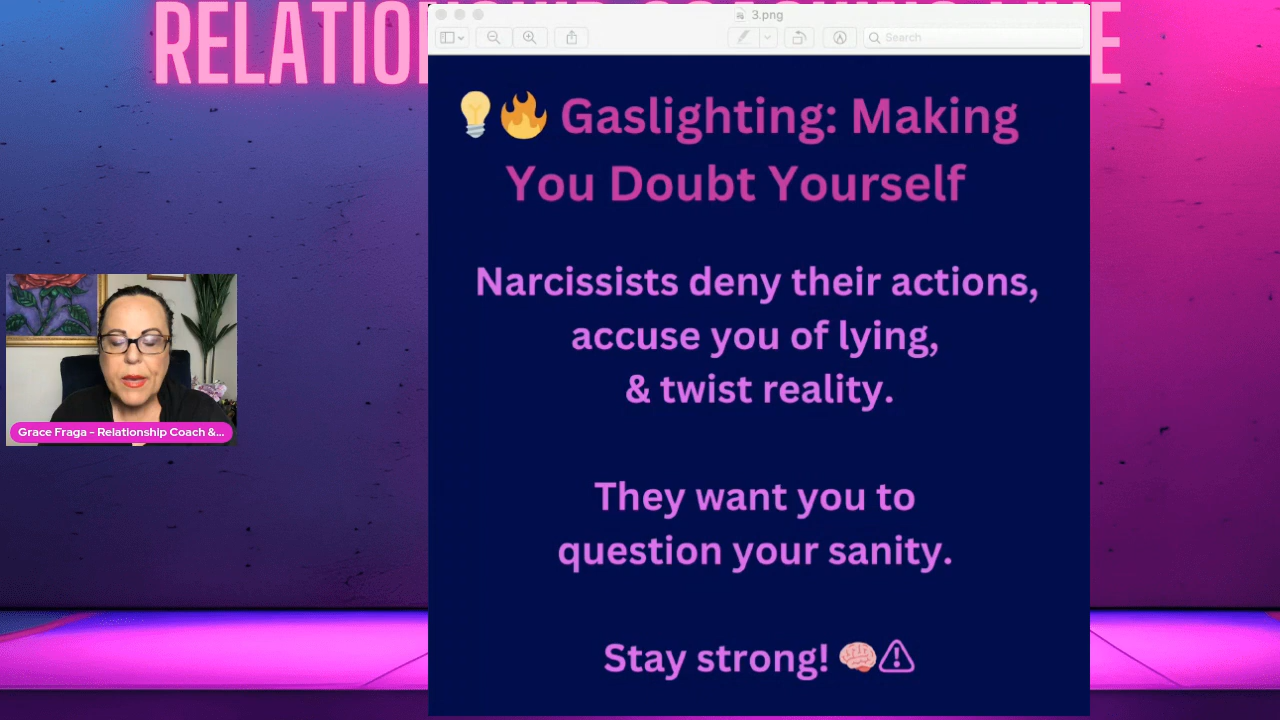 RELATIO E
3.png
Search
💡🔥 Gaslighting: Making
You Doubt Yourself
Narcissists deny their actions,
accuse you of lying,
& twist reality.
They want you to
question your sanity.
Stay strong! 🧠⚠
Grace Fraga - Relationship Coach &...